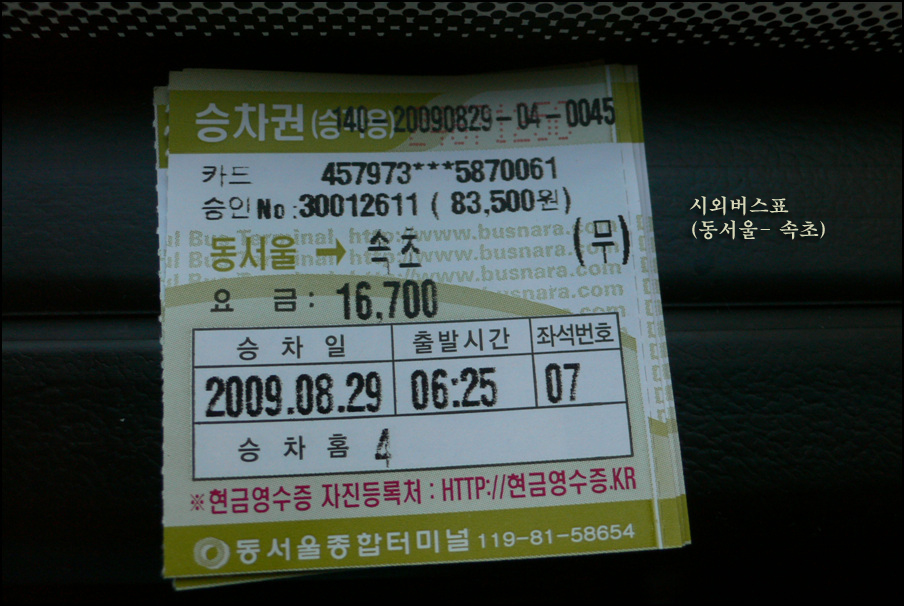 승차권(승객용) 140-20090829-04-0045
카드 457973***5870061
승인No:30012611 ( 83,500원)
동서울 → 속초 (무)
요 금: 16,700
승 차 일 출발시간 좌석번호
2009.08.29 06:25 07
승 차 홈 4
※현금영수증 자진등록처 : HTTP://현금영수증.KR
동서울종합터미널 119-81-58654
시외버스표
(동서울- 속초)